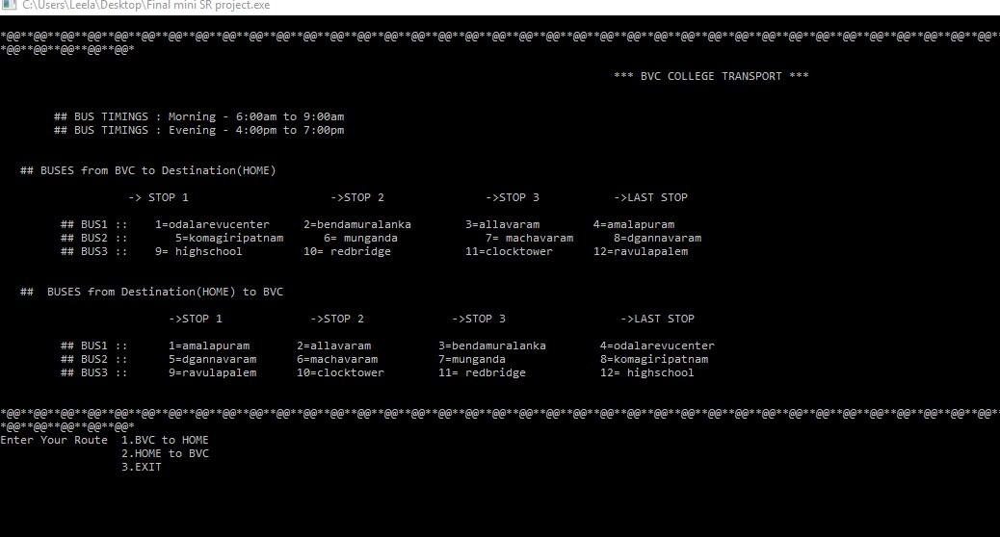 C:\Users\Leela\Desktop\Final mini SR project.exe
*@@**@@**@@**@@**@@**@@**@@**@@**@@**@@**@@**@@**@@**@@**@@**@@**@@**@@**@@**@@**@@**@@**@@**@@**@@**@@**@@**@@**@@**@@**@@**@@**@@**@@**@@**@@**@@*
*@@**@@**@@**@@**@@*
*** BVC COLLEGE TRANSPORT ***
## BUS TIMINGS : Morning - 6:00am to 9:00am
## BUS TIMINGS : Evening - 4:00pm to 7:00pm
## BUSES from BVC to Destination(HOME)
-> STOP 1 ->STOP 2 ->STOP 3 ->LAST STOP
## BUS1 :: 1=odalarevucenter 2=bendamuralanka 3=allavaram 4=amalapuram
## BUS2 :: 5=komagiripatnam 6= munganda 7= machavaram 8=dgannavaram
## BUS3 :: 9= highschool 10= redbridge 11=clocktower 12=ravulapalem
## BUSES from Destination(HOME) to BVC
->STOP 1 ->STOP 2 ->STOP 3 ->LAST STOP
## BUS1 :: 1=amalapuram 2=allavaram 3=bendamuralanka 4=odalarevucenter
## BUS2 :: 5=dgannavaram 6=machavaram 7=munganda 8=komagiripatnam
## BUS3 :: 9=ravulapalem 10=clocktower 11= redbridge 12= highschool
*@@**@@**@@**@@**@@**@@**@@**@@**@@**@@**@@**@@**@@**@@**@@**@@**@@**@@**@@**@@**@@**@@**@@**@@**@@**@@**@@**@@**@@**@@**@@**@@**@@**@@**@@**@@**@@*
*@@**@@**@@**@@**@@*
Enter Your Route 1.BVC to HOME
2.HOME to BVC
3.EXIT